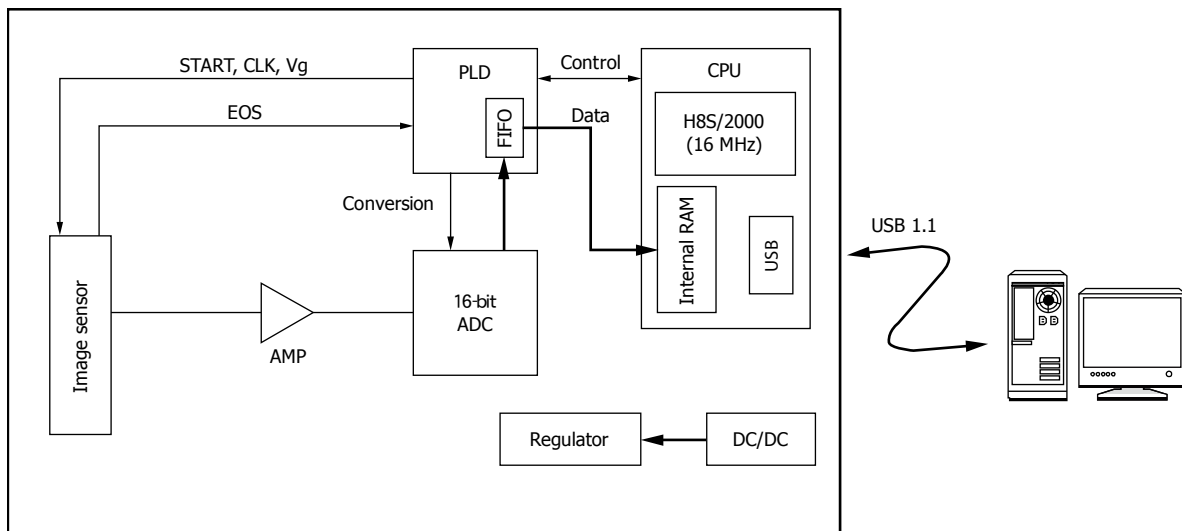 START, CLK, Vg
EOS
PLD
FIFO
Control
Data
CPU
H8S/2000
(16 MHz)
Internal RAM
USB
USB 1.1
Conversion
Image sensor
AMP
16-bit
ADC
Regulator
DC/DC